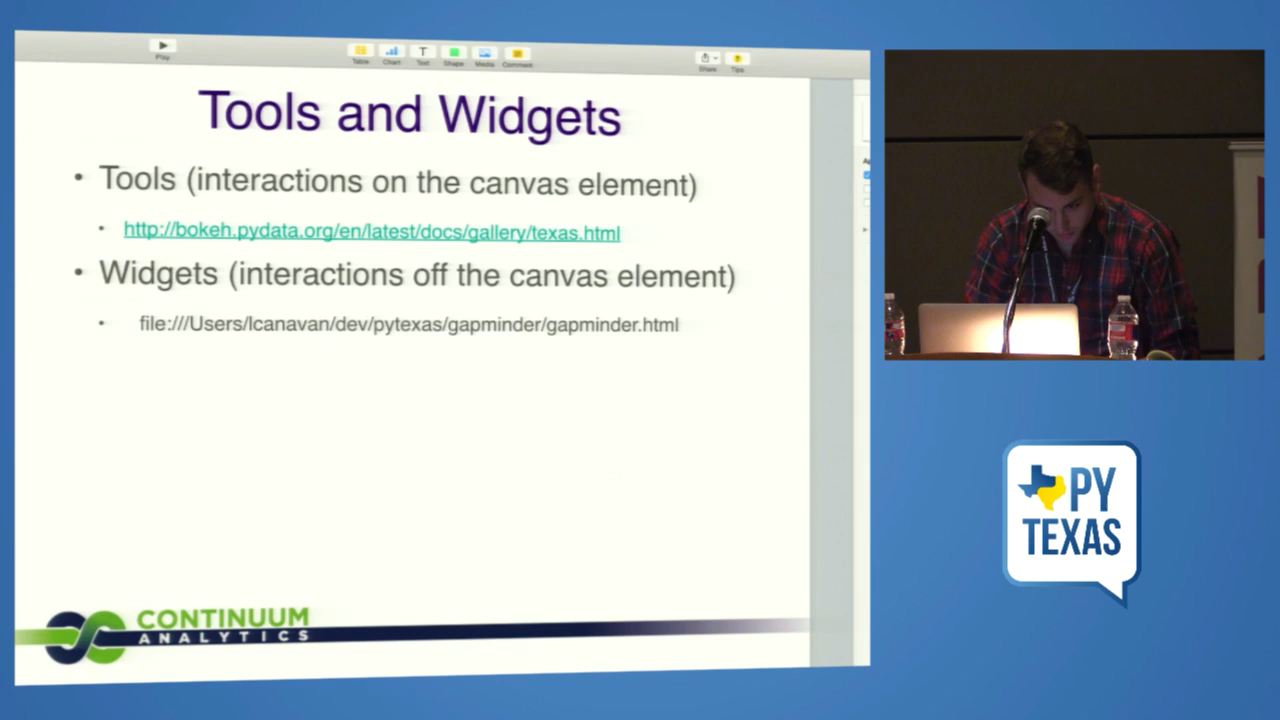 Play
Table
Chart
Text
Shape
Media
Comment
Share
Tips
Tools and Widgets
• Tools (interactions on the canvas element)
• http://bokeh.pydata.org/en/latest/docs/gallery/texas.html
• Widgets (interactions off the canvas element)
• file:///Users/lcanavan/dev/pytexas/gapminder/gapminder.html
CONTINUUM
ANALYTICS
PY
TEXAS